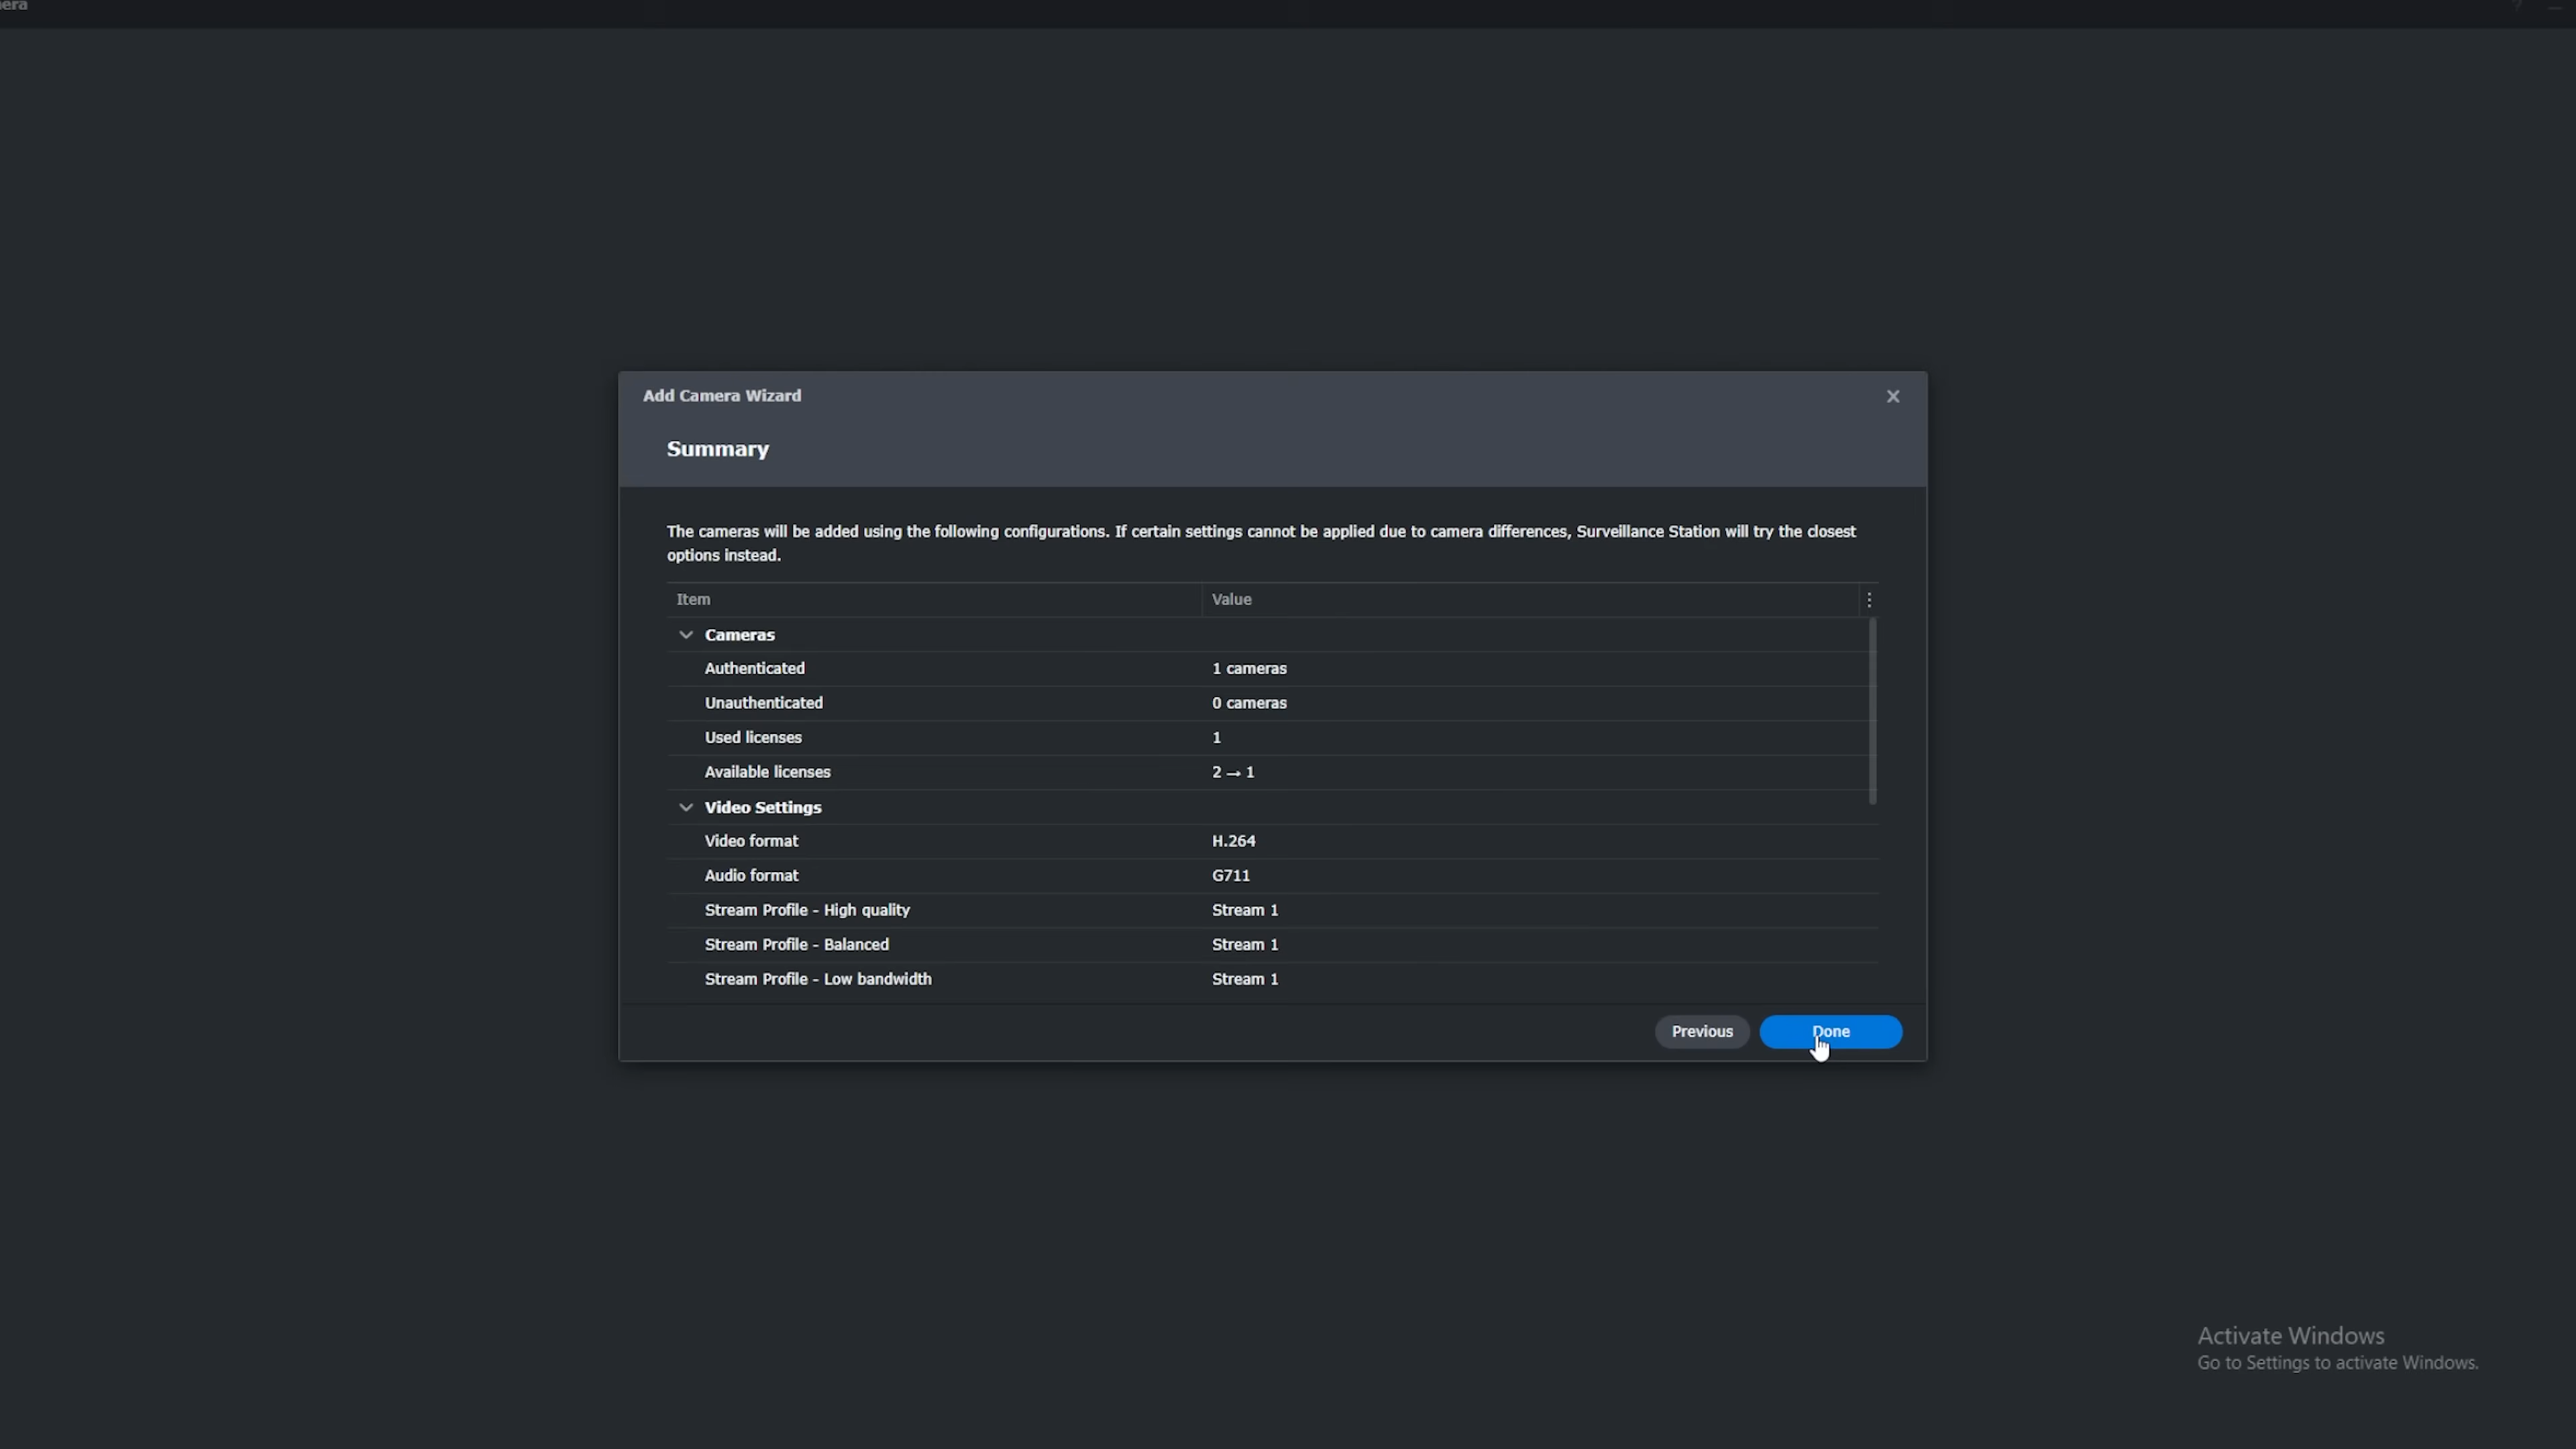 Add Camera Wizard
Summary
The cameras will be added using the following configurations. If certain settings cannot be applied due to camera differences, Surveillance Station will try the closest
options instead.
Item Value
Cameras
Authenticated 1 cameras
Unauthenticated 0 cameras
Used licenses 1
Available licenses 2 → 1
Video Settings
Video format H.264
Audio format G711
Stream Profile - High quality Stream 1
Stream Profile - Balanced Stream 1
Stream Profile - Low bandwidth Stream 1
Previous Done
Activate Windows
Go to Settings to activate Windows.